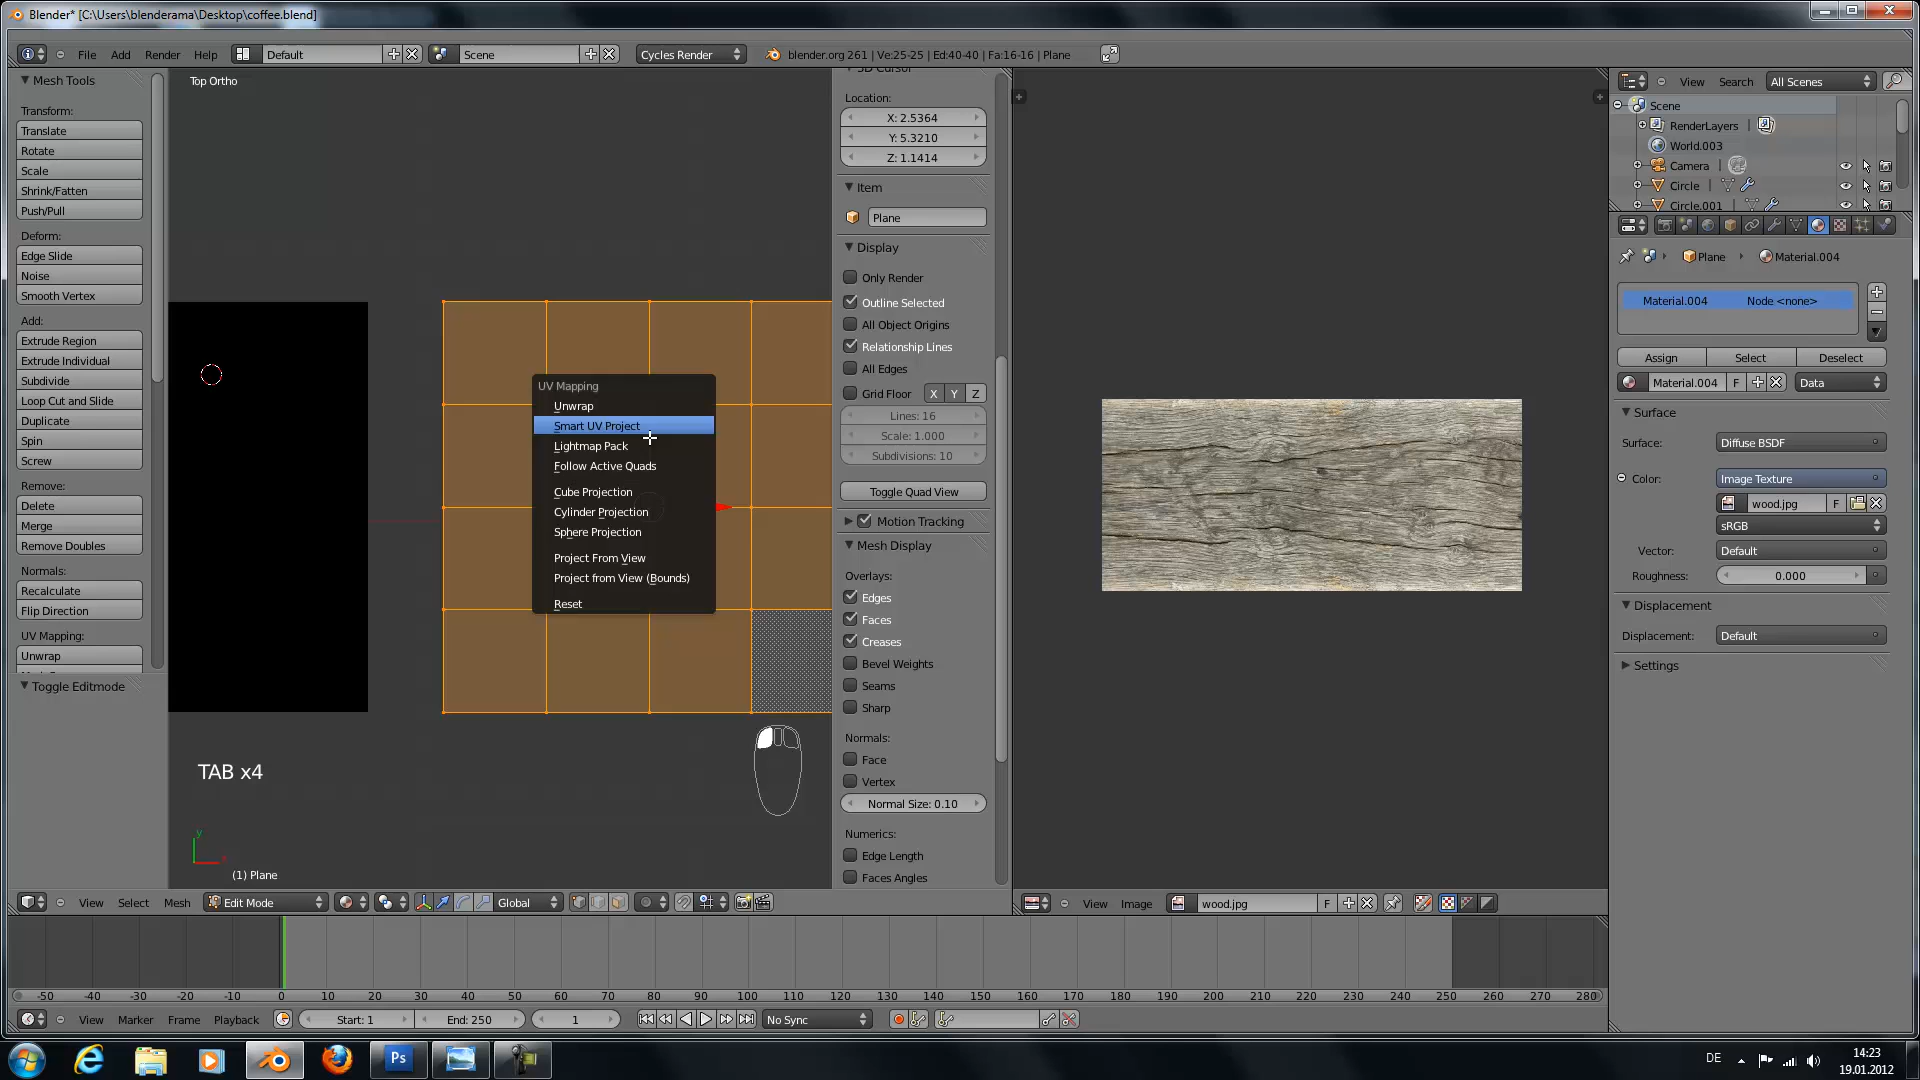 Blender* [C:\Users\blenderama\Desktop\coffee.blend]
File Add Render Help Default Scene Cycles Render blender.org 261 | Ve:25-25 | Ed:40-40 | Fa:16-16 | Plane
Mesh Tools
Transform:
Translate
Rotate
Scale
Shrink/Fatten
Push/Pull
Deform:
Edge Slide
Noise
Smooth Vertex
Add:
Extrude Region
Extrude Individual
Subdivide
Loop Cut and Slide
Duplicate
Spin
Screw
Remove:
Delete
Merge
Remove Doubles
Normals:
Recalculate
Flip Direction
UV Mapping:
Unwrap
Toggle Editmode
Top Ortho
UV Mapping
Unwrap
Smart UV Project
Lightmap Pack
Follow Active Quads
Cube Projection
Cylinder Projection
Sphere Projection
Project From View
Project from View (Bounds)
Reset
TAB x4
y
(1) Plane
View Select Mesh Edit Mode Global
3D Cursor
Location:
X: 2.5364
Y: 5.3210
Z: 1.1414
Item
Plane
Display
Only Render
Outline Selected
All Object Origins
Relationship Lines
All Edges
Grid Floor X Y Z
Lines: 16
Scale: 1.000
Subdivisions: 10
Toggle Quad View
Motion Tracking
Mesh Display
Overlays:
Edges
Faces
Creases
Bevel Weights
Seams
Sharp
Normals:
Face
Vertex
Normal Size: 0.10
Numerics:
Edge Length
Faces Angles
View Image wood.jpg F
View Search All Scenes
Scene
RenderLayers
World.003
Camera
Circle
Circle.001
Plane Material.004
Material.004 Node <none>
Assign Select Deselect
Material.004 F Data
Surface
Surface: Diffuse BSDF
Color: Image Texture
wood.jpg F
sRGB
Vector: Default
Roughness: 0.000
Displacement
Displacement: Default
Settings
-50 -40 -30 -20 -10 0 10 20 30 40 50 60 70 80 90 100 110 120 130 140 150 160 170 180 190 200 210 220 230 240 250 260 270 280
View Marker Frame Playback Start: 1 End: 250 1 No Sync
Ps
DE
14:23
19.01.2012